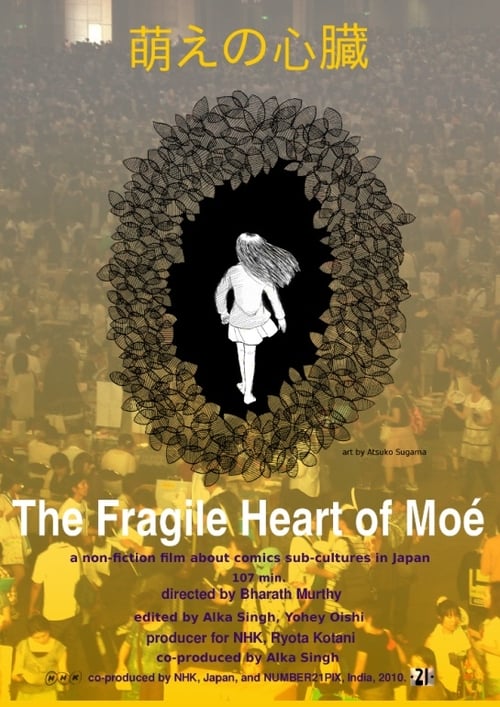 萌えの心臓
art by Atsuko Sugama
The Fragile Heart of Moé
a non-fiction film about comics sub-cultures in Japan
107 min.
directed by Bharath Murthy
edited by Alka Singh, Yohey Oishi
producer for NHK, Ryota Kotani
co-produced by Alka Singh
NHK co-produced by NHK, Japan, and NUMBER21PIX, India, 2010. ·21·